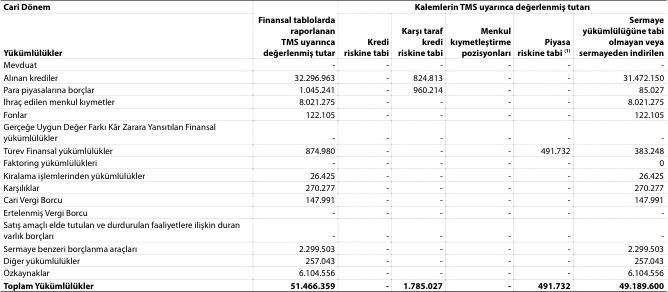 Cari Dönem Kalemlerin TMS uyarınca değerlenmiş tutarı
Finansal tablolarda raporlanan TMS uyarınca değerlenmiş tutar Kredi riskine tabi Karşı taraf kredi riskine tabi Menkul kıymetleştirme pozisyonları Piyasa riskine tabi (1) Sermaye yükümlülüğüne tabi olmayan veya sermayeden indirilen
Yükümlülükler
Mevduat - - - - - -
Alınan krediler 32.296.963 - 824.813 - - 31.472.150
Para piyasalarına borçlar 1.045.241 - 960.214 - - 85.027
İhraç edilen menkul kıymetler 8.021.275 - - - - 8.021.275
Fonlar 122.105 - - - - 122.105
Gerçeğe Uygun Değer Farkı Kâr Zarara Yansıtılan Finansal
yükümlülükler - - - - - -
Türev Finansal yükümlülükler 874.980 - - - 491.732 383.248
Faktoring yükümlülükleri - - - - - 0
Kiralama işlemlerinden yükümlülükler 26.425 - - - - 26.425
Karşılıklar 270.277 - - - - 270.277
Cari Vergi Borcu 147.991 - - - - 147.991
Ertelenmiş Vergi Borcu - - - - - -
Satış amaçlı elde tutulan ve durdurulan faaliyetlere ilişkin duran
varlık borçları - - - - - -
Sermaye benzeri borçlanma araçları 2.299.503 - - - - 2.299.503
Diğer yükümlülükler 257.043 - - - - 257.043
Özkaynaklar 6.104.556 - - - - 6.104.556
Toplam Yükümlülükler 51.466.359 - 1.785.027 - 491.732 49.189.600